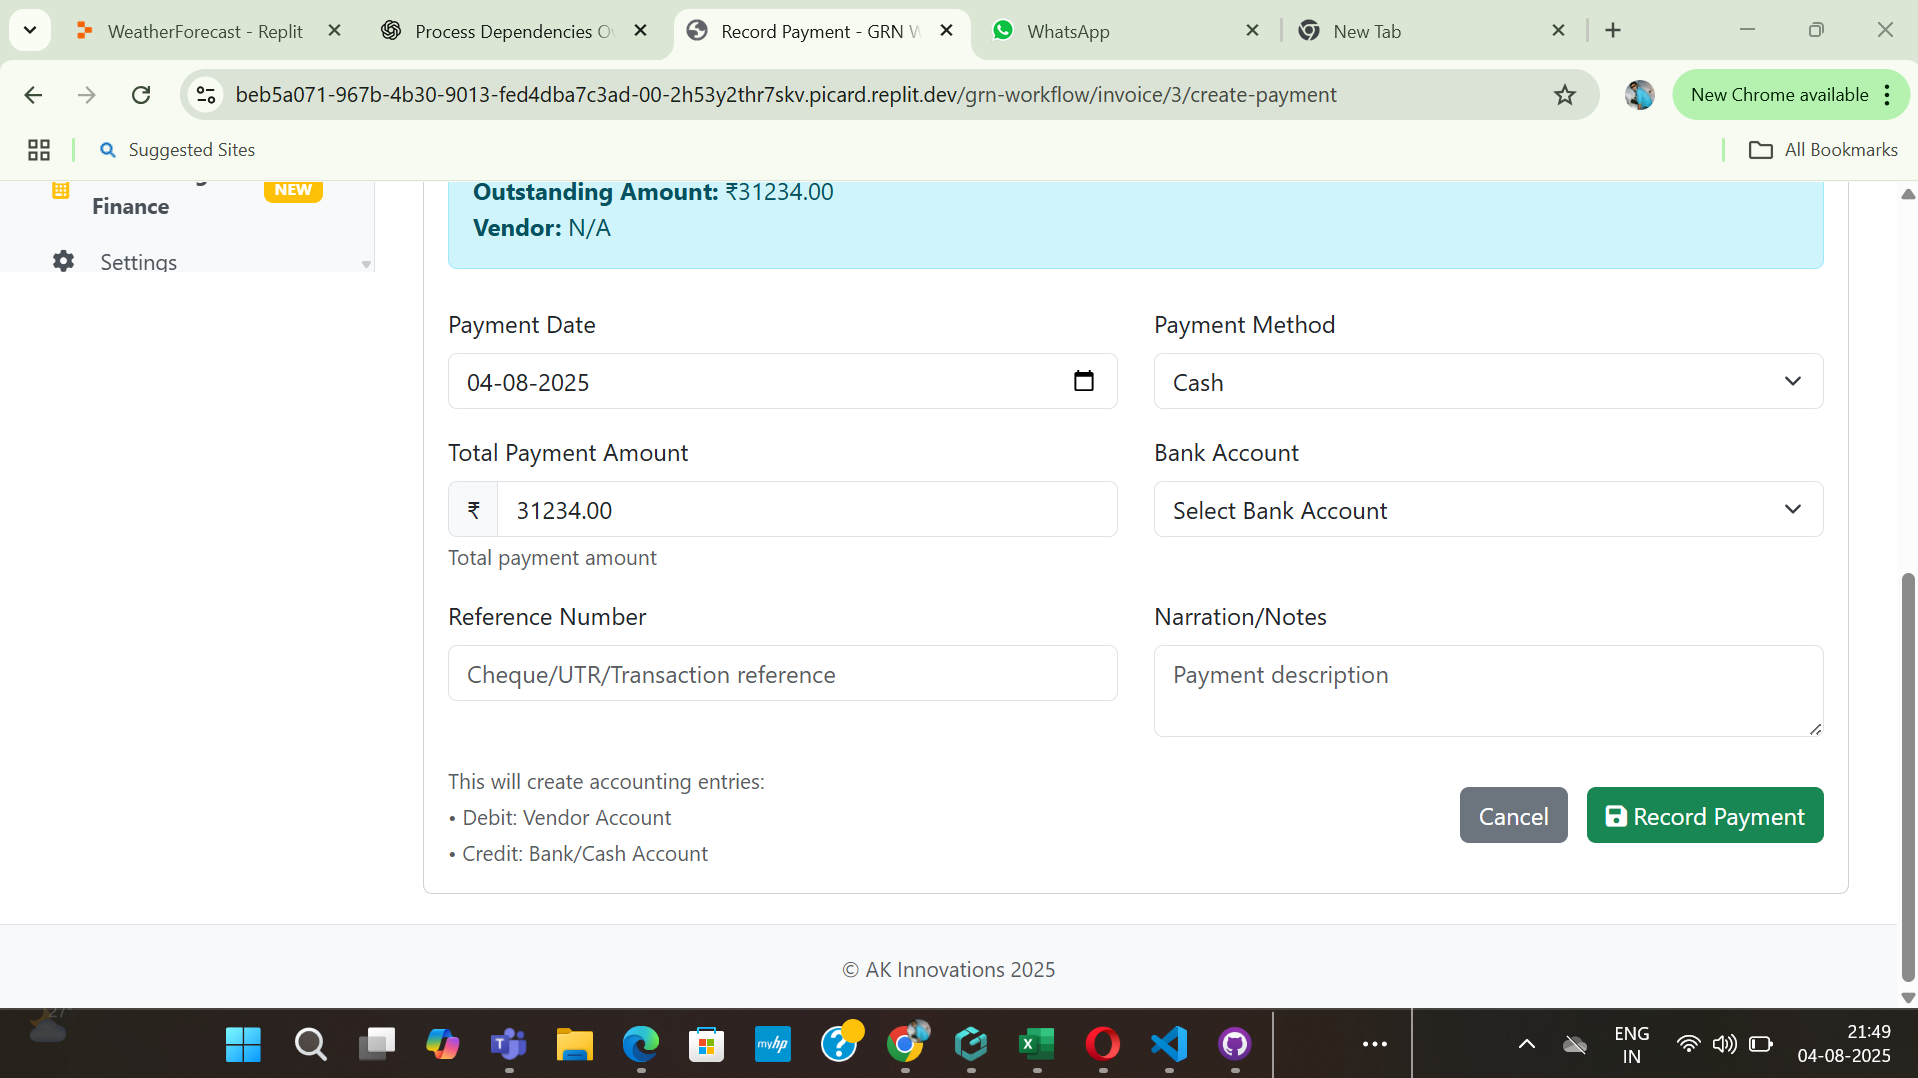 WeatherForecast - Replit
Process Dependencies Ov
Record Payment - GRN W
WhatsApp
New Tab
beb5a071-967b-4b30-9013-fed4dba7c3ad-00-2h53y2thr7skv.picard.replit.dev/grn-workflow/invoice/3/create-payment
New Chrome available
Suggested Sites
All Bookmarks
Finance
NEW
Settings
Outstanding Amount: ₹31234.00
Vendor: N/A
Payment Date
Payment Method
04-08-2025
Cash
Total Payment Amount
Bank Account
₹ 31234.00
Select Bank Account
Total payment amount
Reference Number
Narration/Notes
Cheque/UTR/Transaction reference
Payment description
This will create accounting entries:
• Debit: Vendor Account
• Credit: Bank/Cash Account
Cancel
Record Payment
© AK Innovations 2025
27°
myhp
ENG
IN
21:49
04-08-2025